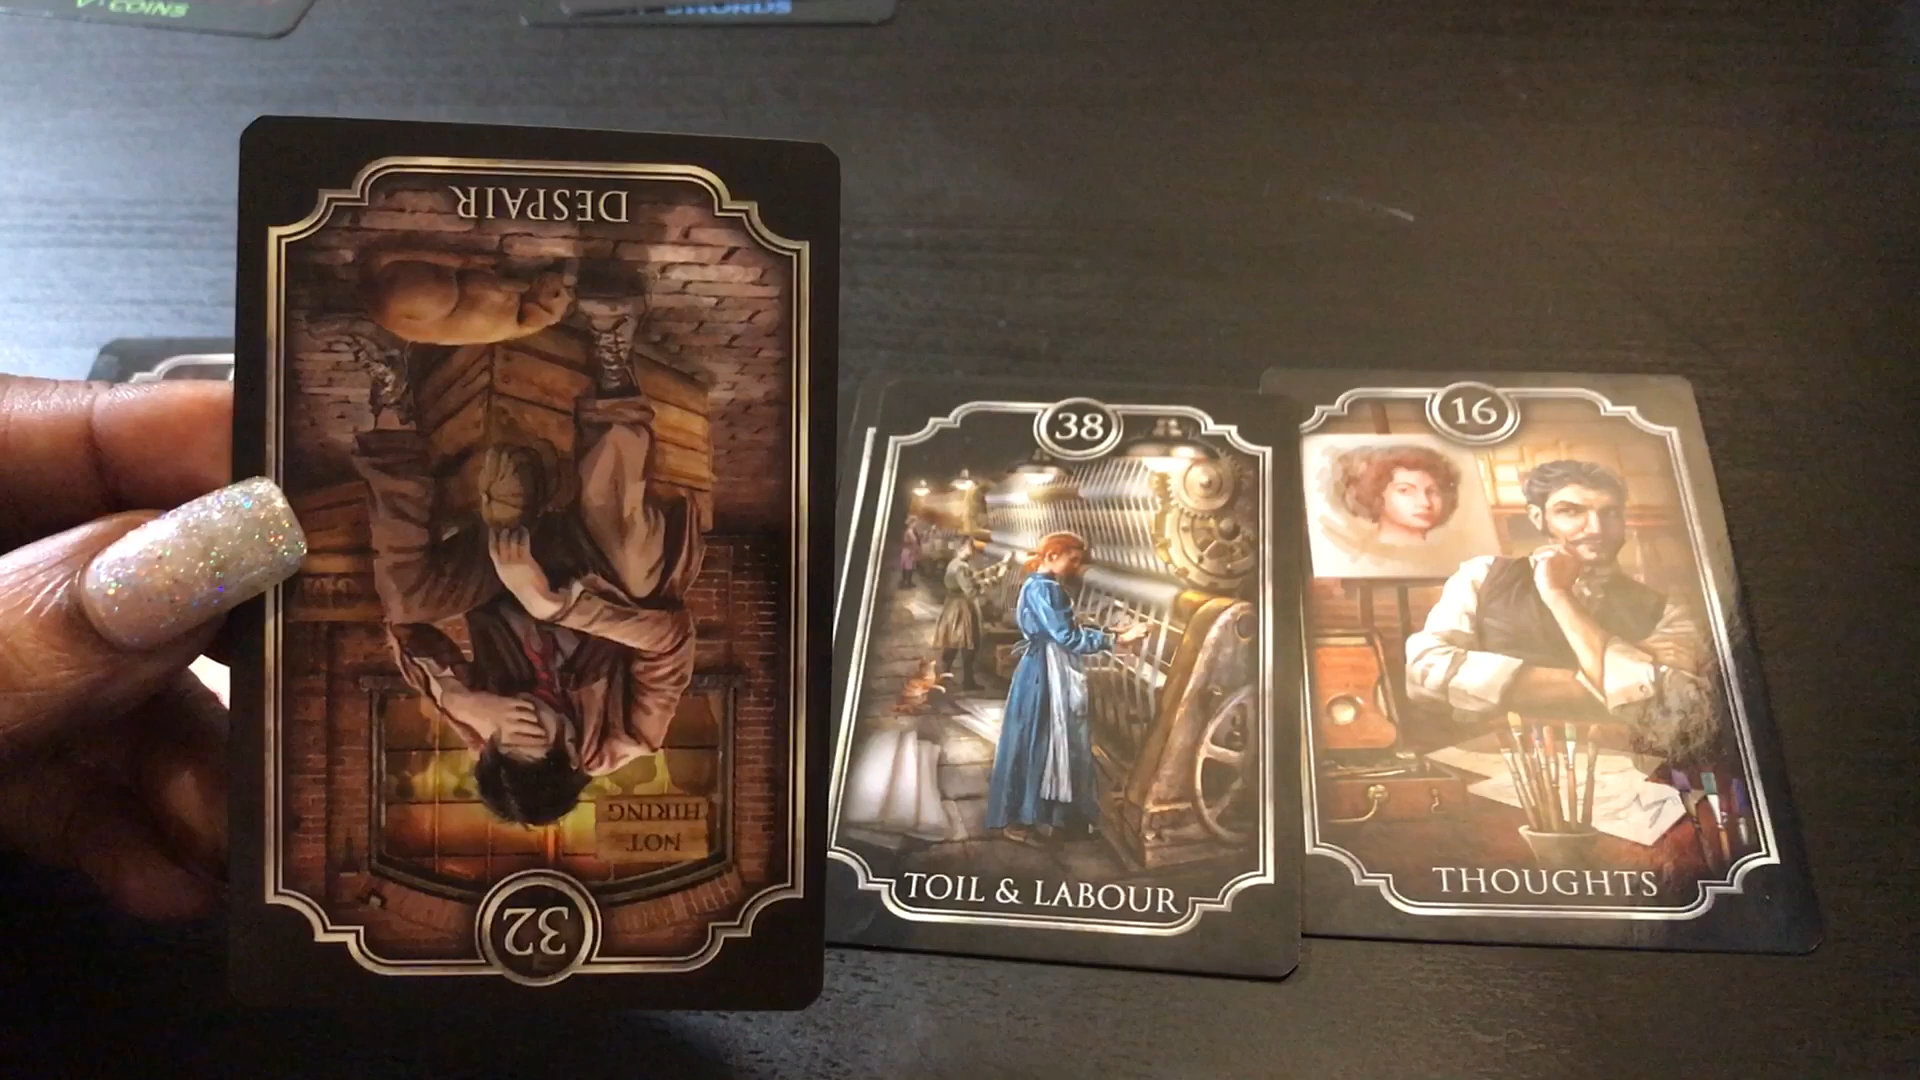 V • COINS
SWORDS
DESPAIR
NOT
HIRING
32
38
TOIL & LABOUR
16
THOUGHTS